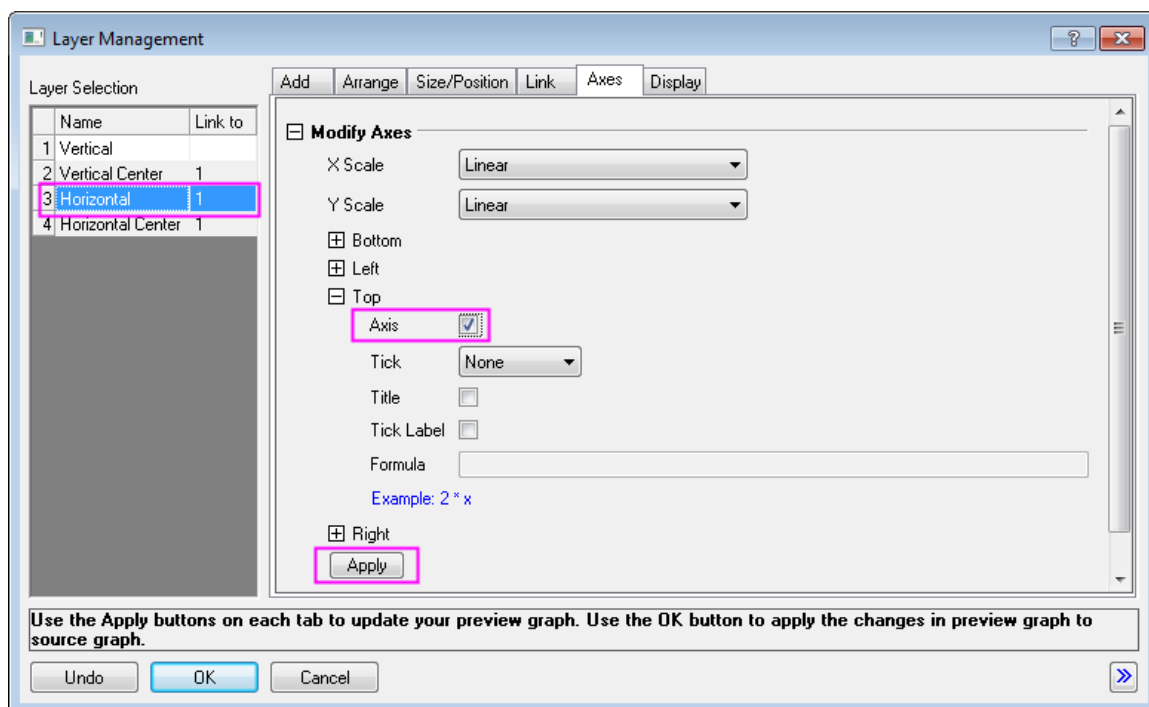 Layer Management
Layer Selection
Name Link to
1 Vertical
2 Vertical Center 1
3 Horizontal 1
4 Horizontal Center 1
Add Arrange Size/Position Link Axes Display
Modify Axes
X Scale Linear
Y Scale Linear
Bottom
Left
Top
Axis
Tick None
Title
Tick Label
Formula
Example: 2 * x
Right
Apply
Use the Apply buttons on each tab to update your preview graph. Use the OK button to apply the changes in preview graph to
source graph.
Undo OK Cancel